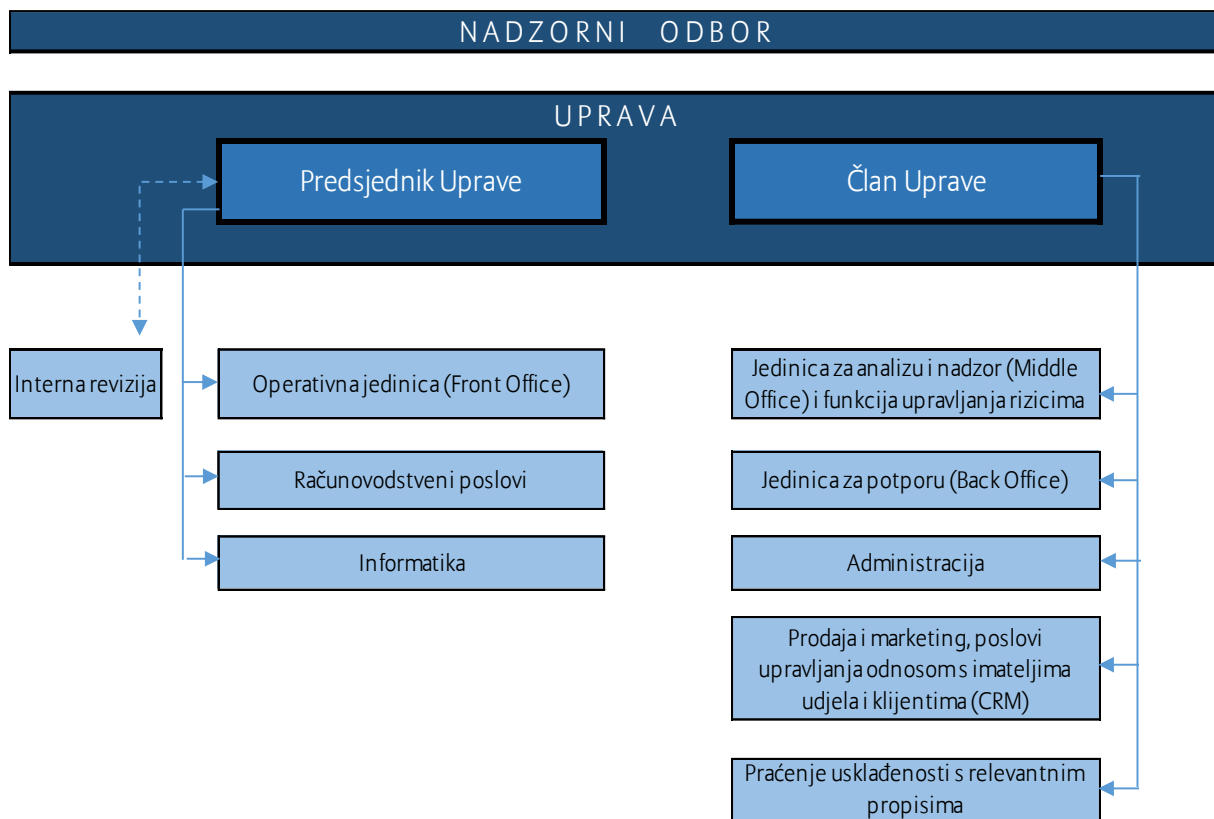 NADZORNI ODBOR
UPRAVA
Predsjednik Uprave
Član Uprave
Interna revizija
Operativna jedinica (Front Office)
Jedinica za analizu i nadzor (Middle
Office) i funkcija upravljanja rizicima
Računovodstveni poslovi
Jedinica za potporu (Back Office)
Informatika
Administracija
Prodaja i marketing, poslovi
upravljanja odnosom s imateljima
udjela i klijentima (CRM)
Praćenje usklađenosti s relevantnim
propisima